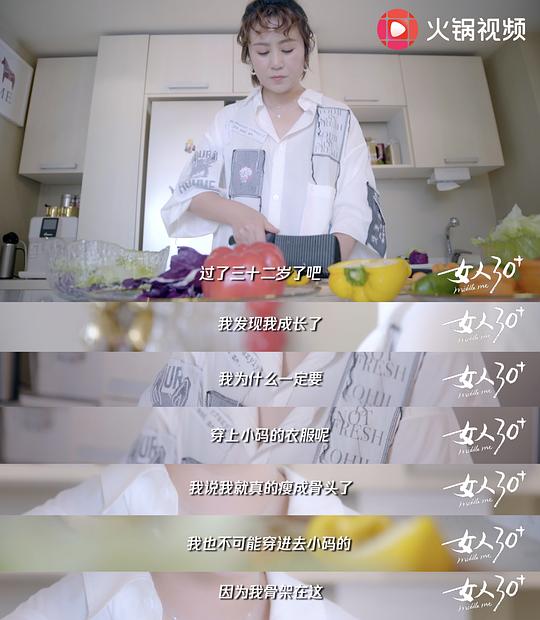 火锅视频
ME
过了三十二岁了吧
女人30+
Middle me
我发现我成长了
女人30+
Middle me
我为什么一定要
女人30+
Middle me
FRESH
穿上小码的衣服呢
女人30+
Middle me
NOT
FRESH
我说我就真的瘦成骨头了
女人30+
Middle me
我也不可能穿进去小码的
女人30+
Middle me
因为我骨架在这
女人30+
Middle me